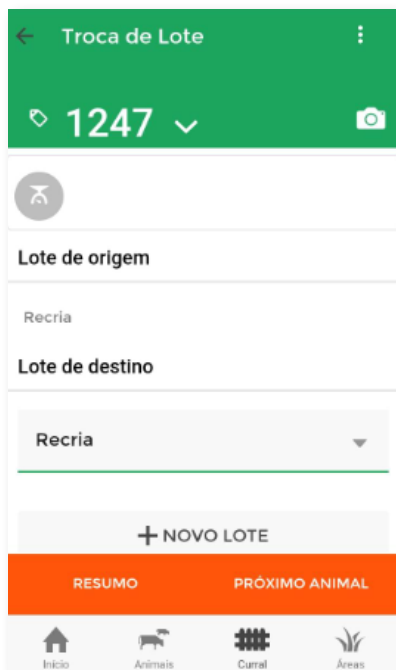 Troca de Lote
1247
Lote de origem
Recria
Lote de destino
Recria
+ NOVO LOTE
RESUMO PRÓXIMO ANIMAL
Início Animais Curral Áreas